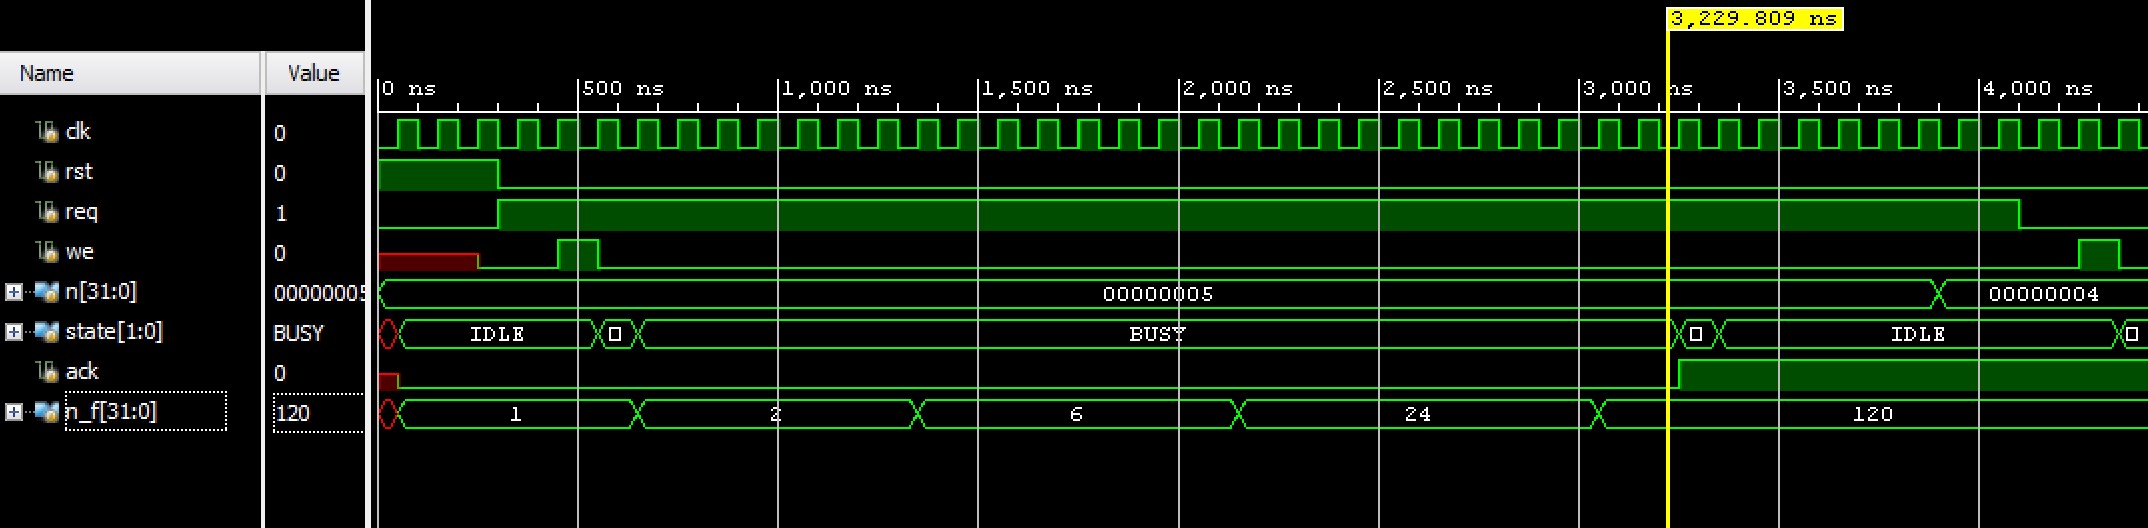 3,229.809 ns
Name Value
0 ns 500 ns 1,000 ns 1,500 ns 2,000 ns 2,500 ns 3,000 ns 3,500 ns 4,000 ns
clk 0
rst 0
req 1
we 0
n[31:0] 00000005 00000005 00000004
state[1:0] BUSY IDLE BUSY IDLE
ack 0
n_f[31:0] 120 1 2 6 24 120